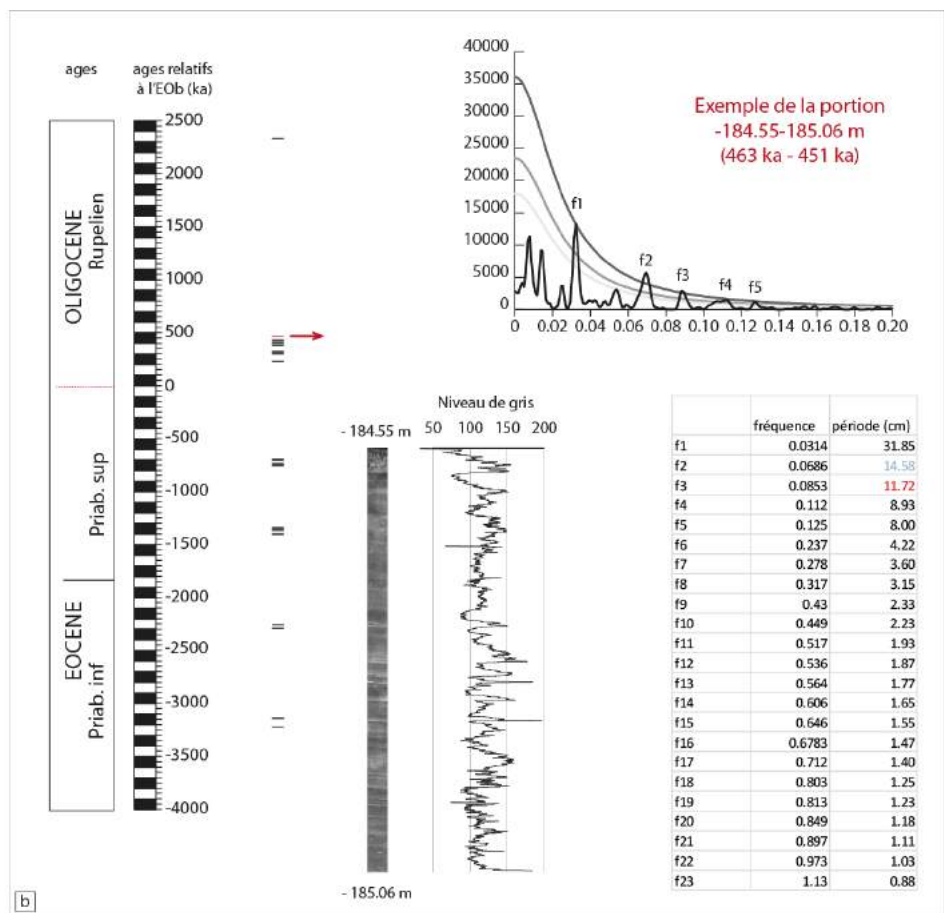 ages
ages relatifs
à l'EOb (ka)
2500
2000
1500
1000
500
0
-500
-1000
-1500
-2000
-2500
-3000
-3500
-4000
OLIGOCENE
Rupelien
Priab. sup
EOCENE
Priab. inf
40000
35000
30000
25000
20000
15000
10000
5000
0
0 0.02 0.04 0.06 0.08 0.10 0.12 0.14 0.16 0.18 0.20
f1
f2
f3
f4
f5
Exemple de la portion
-184.55-185.06 m
(463 ka - 451 ka)
Niveau de gris
50 100 150 200
- 184.55 m
- 185.06 m
fréquence période (cm)
f1 0.0314 31.85
f2 0.0686 14.58
f3 0.0853 11.72
f4 0.112 8.93
f5 0.125 8.00
f6 0.237 4.22
f7 0.278 3.60
f8 0.317 3.15
f9 0.43 2.33
f10 0.449 2.23
f11 0.517 1.93
f12 0.536 1.87
f13 0.564 1.77
f14 0.606 1.65
f15 0.646 1.55
f16 0.6783 1.47
f17 0.712 1.40
f18 0.803 1.25
f19 0.813 1.23
f20 0.849 1.18
f21 0.897 1.11
f22 0.973 1.03
f23 1.13 0.88
b